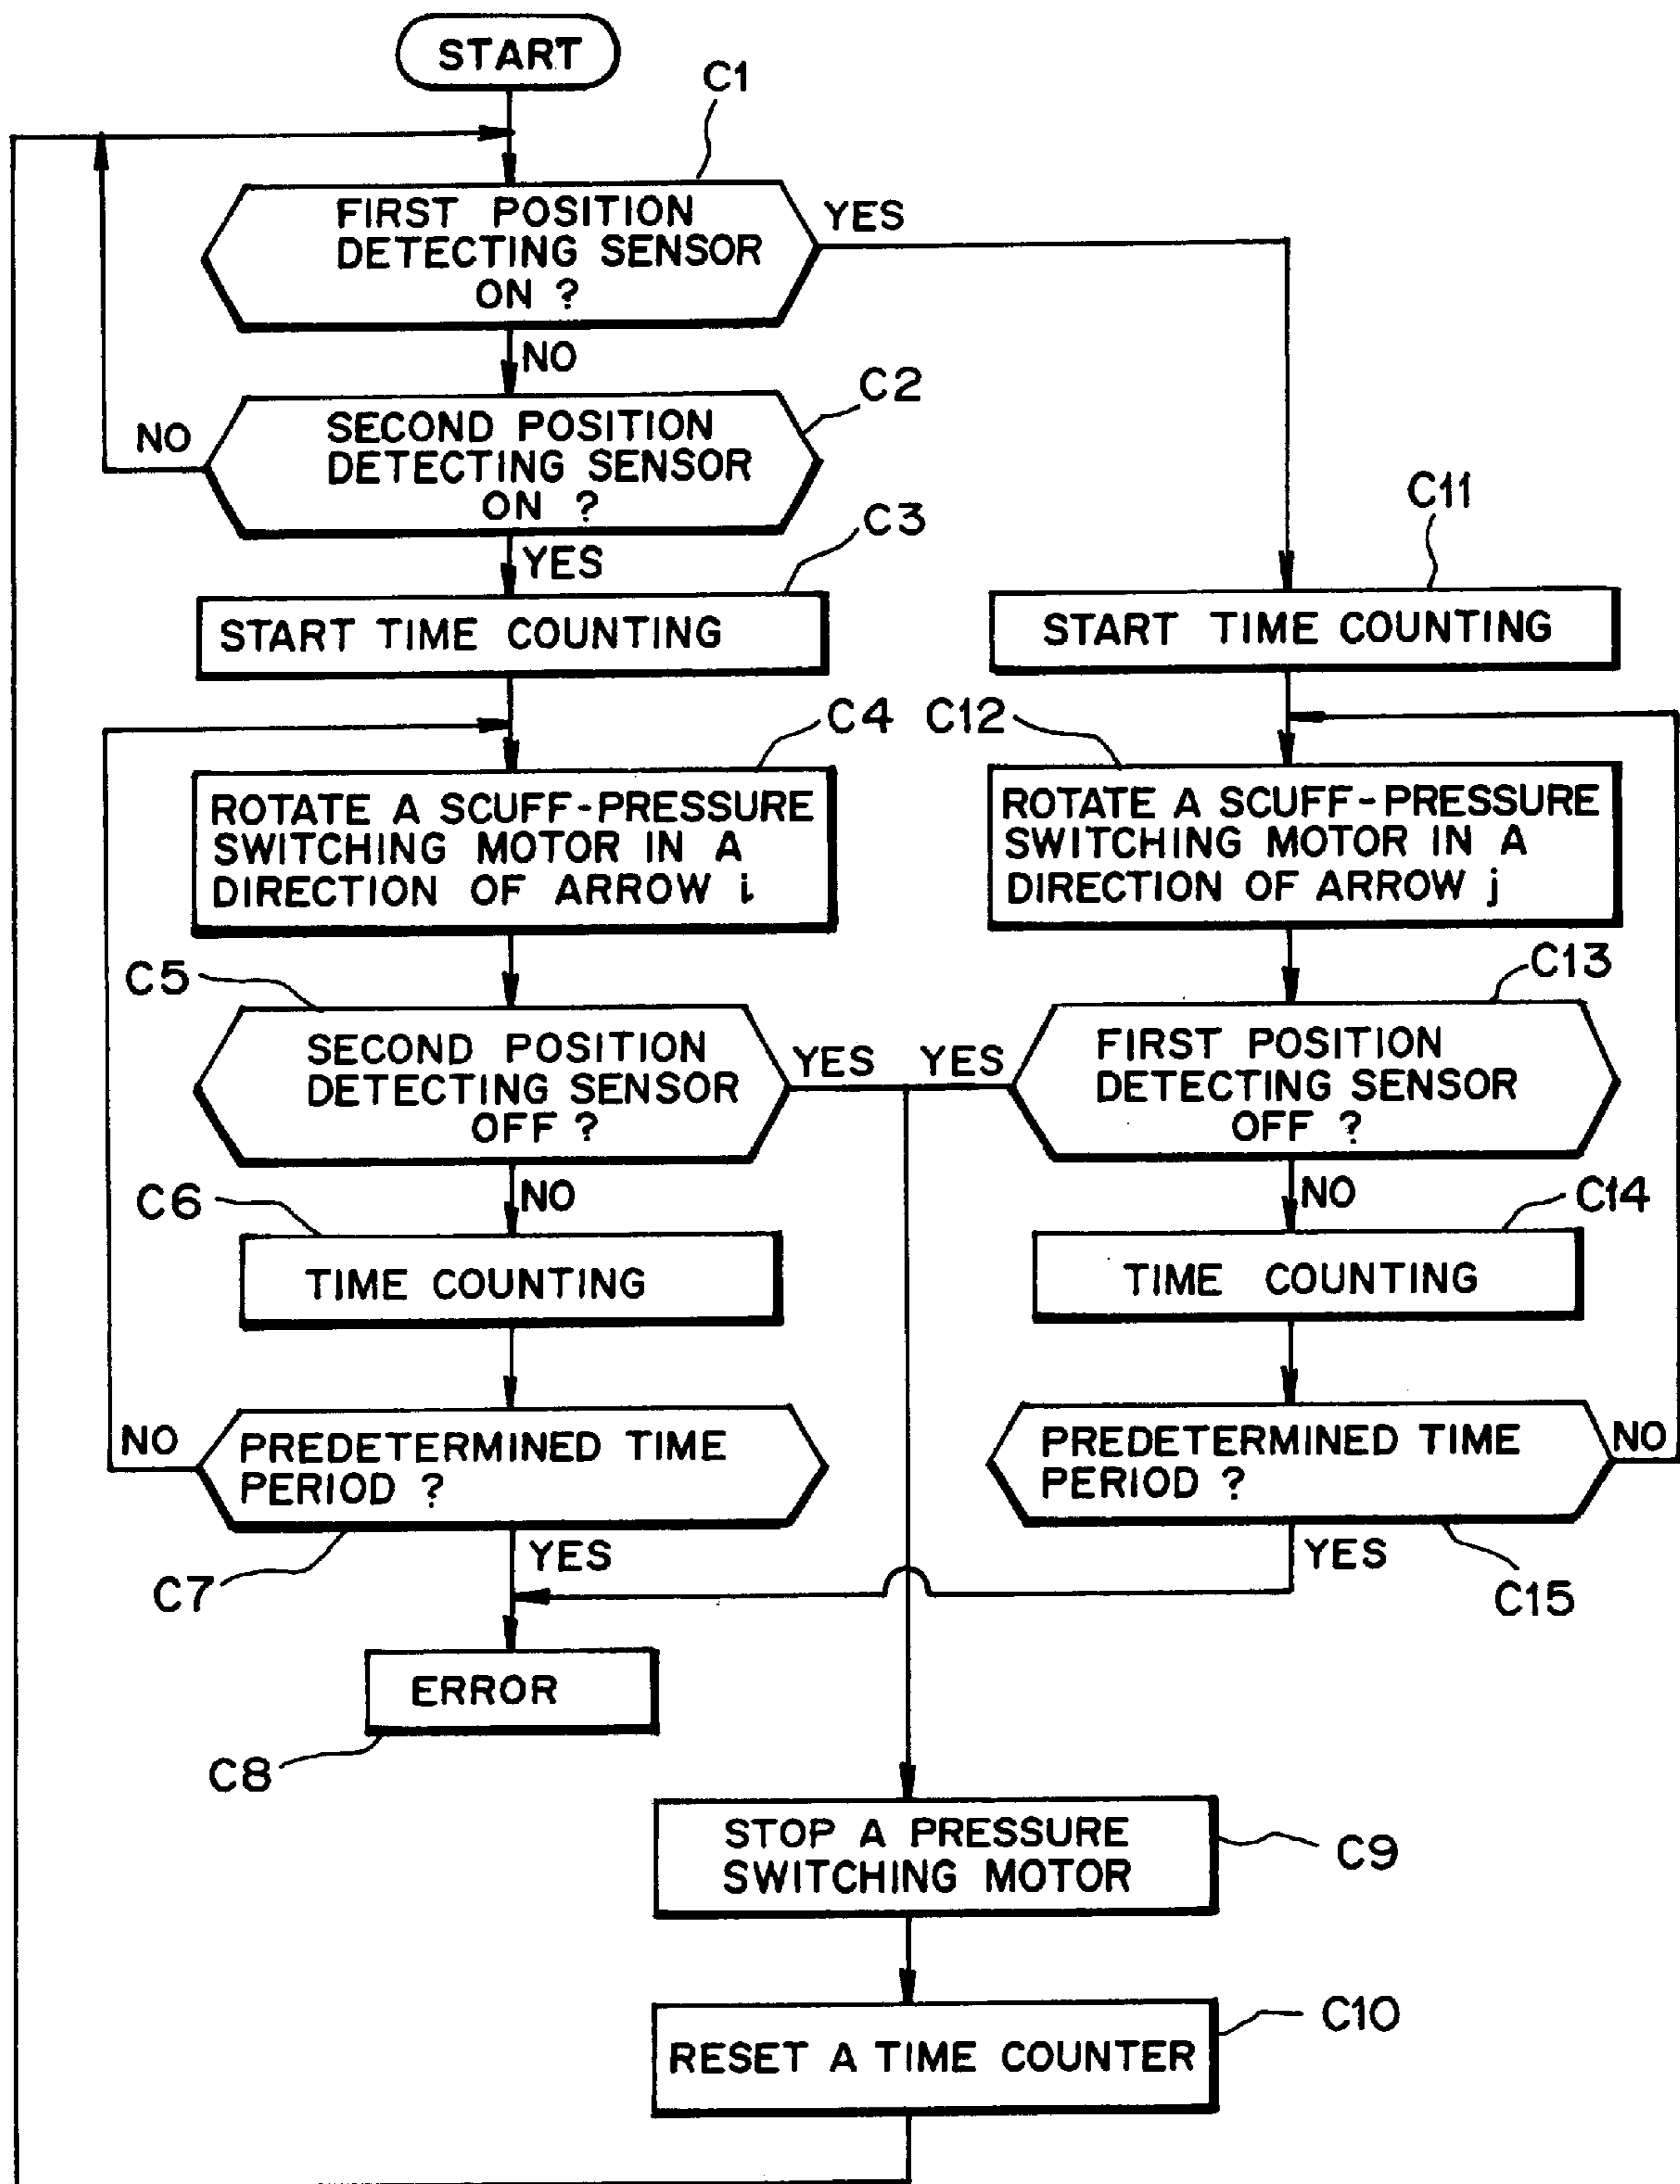 START
C1
FIRST POSITION
DETECTING SENSOR
ON ?
YES
NO
C2
SECOND POSITION
DETECTING SENSOR
ON ?
NO
YES
C3
START TIME COUNTING
C11
START TIME COUNTING
C4
ROTATE A SCUFF-PRESSURE
SWITCHING MOTOR IN A
DIRECTION OF ARROW i
C12
ROTATE A SCUFF-PRESSURE
SWITCHING MOTOR IN A
DIRECTION OF ARROW j
C5
SECOND POSITION
DETECTING SENSOR
OFF ?
YES
YES
C13
FIRST POSITION
DETECTING SENSOR
OFF ?
NO
NO
C6
TIME COUNTING
C14
TIME COUNTING
NO
PREDETERMINED TIME
PERIOD ?
C7
YES
PREDETERMINED TIME
PERIOD ?
NO
YES
C15
ERROR
C8
STOP A PRESSURE
SWITCHING MOTOR
C9
RESET A TIME COUNTER
C10